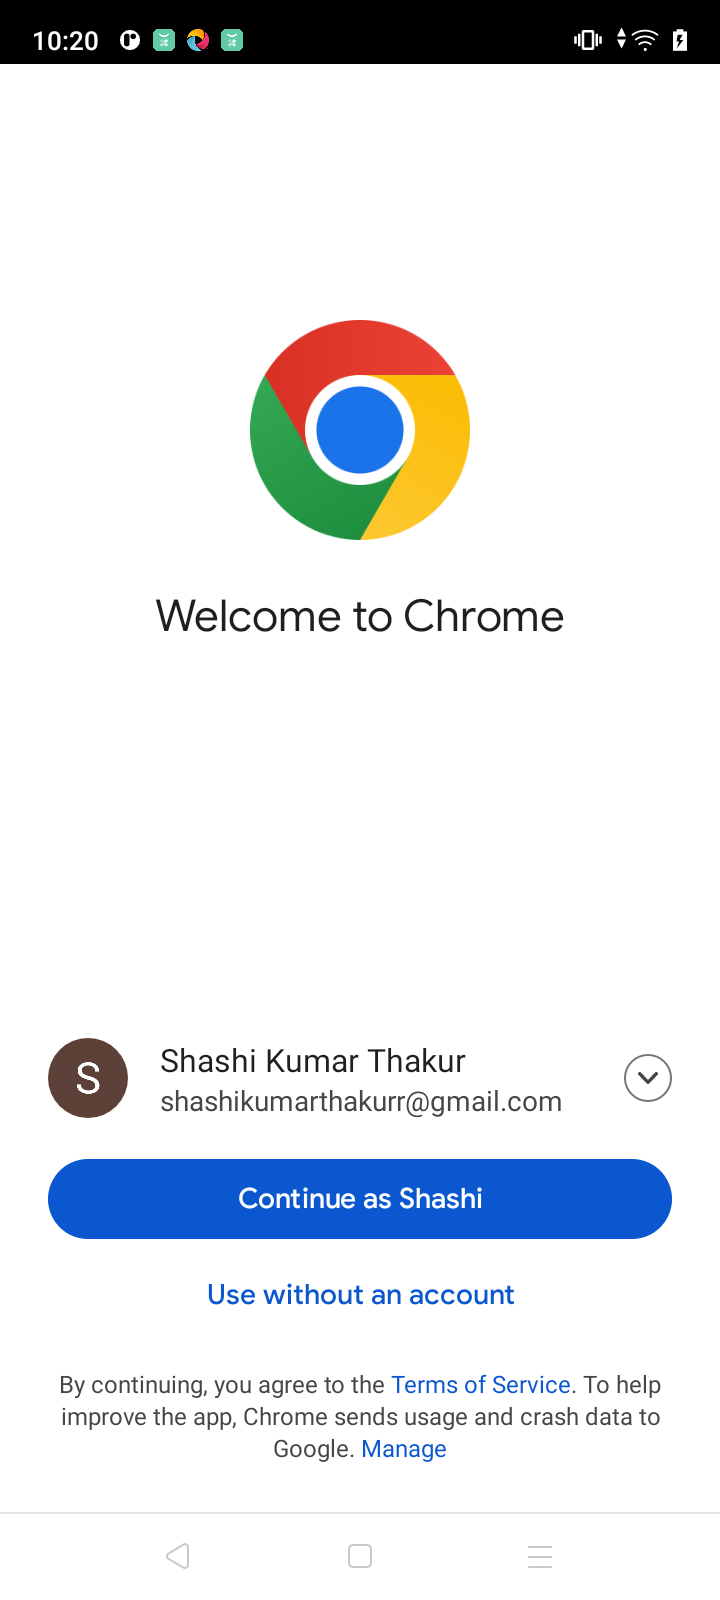 10:20
Welcome to Chrome
S
Shashi Kumar Thakur
shashikumarthakurr@gmail.com
Continue as Shashi
Use without an account
By continuing, you agree to the Terms of Service. To help
improve the app, Chrome sends usage and crash data to
Google. Manage